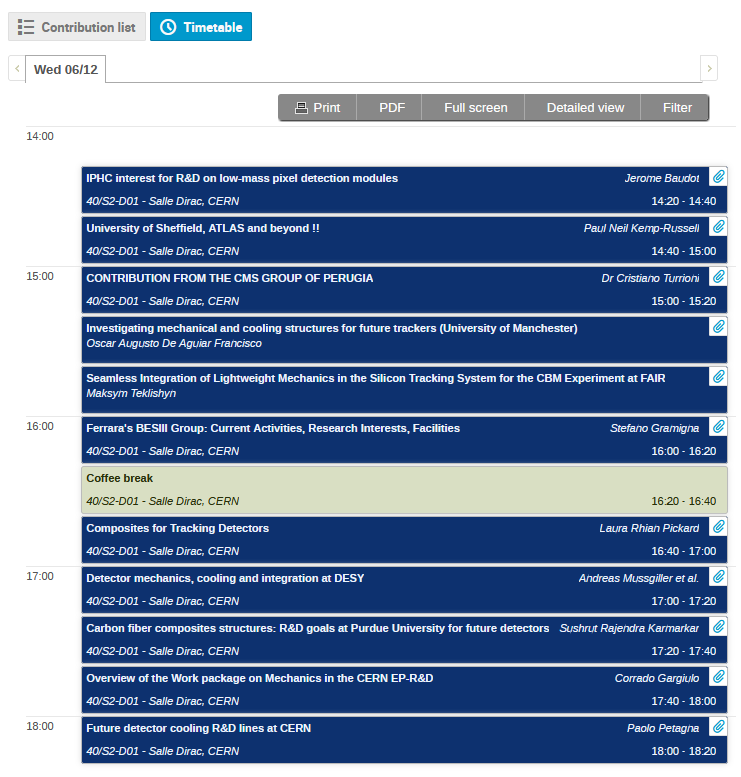 Contribution list
Timetable
Wed 06/12
Print
PDF
Full screen
Detailed view
Filter
14:00
IPHC interest for R&D on low-mass pixel detection modules Jerome Baudot
40/S2-D01 - Salle Dirac, CERN 14:20 - 14:40
University of Sheffield, ATLAS and beyond !! Paul Neil Kemp-Russell
40/S2-D01 - Salle Dirac, CERN 14:40 - 15:00
15:00
CONTRIBUTION FROM THE CMS GROUP OF PERUGIA Dr Cristiano Turrioni
40/S2-D01 - Salle Dirac, CERN 15:00 - 15:20
Investigating mechanical and cooling structures for future trackers (University of Manchester)
Oscar Augusto De Aguiar Francisco
Seamless Integration of Lightweight Mechanics in the Silicon Tracking System for the CBM Experiment at FAIR
Maksym Teklishyn
16:00
Ferrara's BESIII Group: Current Activities, Research Interests, Facilities Stefano Gramigna
40/S2-D01 - Salle Dirac, CERN 16:00 - 16:20
Coffee break
40/S2-D01 - Salle Dirac, CERN 16:20 - 16:40
Composites for Tracking Detectors Laura Rhian Pickard
40/S2-D01 - Salle Dirac, CERN 16:40 - 17:00
17:00
Detector mechanics, cooling and integration at DESY Andreas Mussgiller et al.
40/S2-D01 - Salle Dirac, CERN 17:00 - 17:20
Carbon fiber composites structures: R&D goals at Purdue University for future detectors Sushrut Rajendra Karmarkar
40/S2-D01 - Salle Dirac, CERN 17:20 - 17:40
Overview of the Work package on Mechanics in the CERN EP-R&D Corrado Gargiulo
40/S2-D01 - Salle Dirac, CERN 17:40 - 18:00
18:00
Future detector cooling R&D lines at CERN Paolo Petagna
40/S2-D01 - Salle Dirac, CERN 18:00 - 18:20